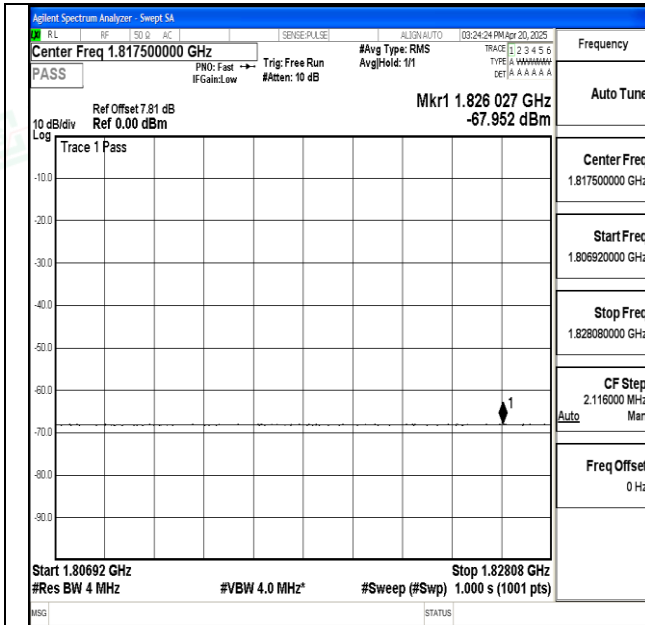 Agilent Spectrum Analyzer - Swept SA
RL RF 50 Ω AC SENSE:PULSE ALIGN AUTO 03:24:24 PM Apr 20, 2025
Center Freq 1.817500000 GHz
PASS
PNO: Fast
IFGain:Low
Trig: Free Run
#Atten: 10 dB
#Avg Type: RMS
Avg|Hold: 1/1
TRACE 1 2 3 4 5 6
TYPE A WWWWW
DET A A A A A A
Ref Offset 7.81 dB
10 dB/div Ref 0.00 dBm
Log
Mkr1 1.826 027 GHz
-67.952 dBm
Trace 1 Pass
-10.0
-20.0
-30.0
-40.0
-50.0
-60.0
-70.0
-80.0
-90.0
1
Start 1.80692 GHz Stop 1.82808 GHz
#Res BW 4 MHz #VBW 4.0 MHz* #Sweep (#Swp) 1.000 s (1001 pts)
MSG STATUS
Frequency
Auto Tune
Center Freq
1.817500000 GHz
Start Freq
1.806920000 GHz
Stop Freq
1.828080000 GHz
CF Step
2.116000 MHz
Auto Man
Freq Offset
0 Hz